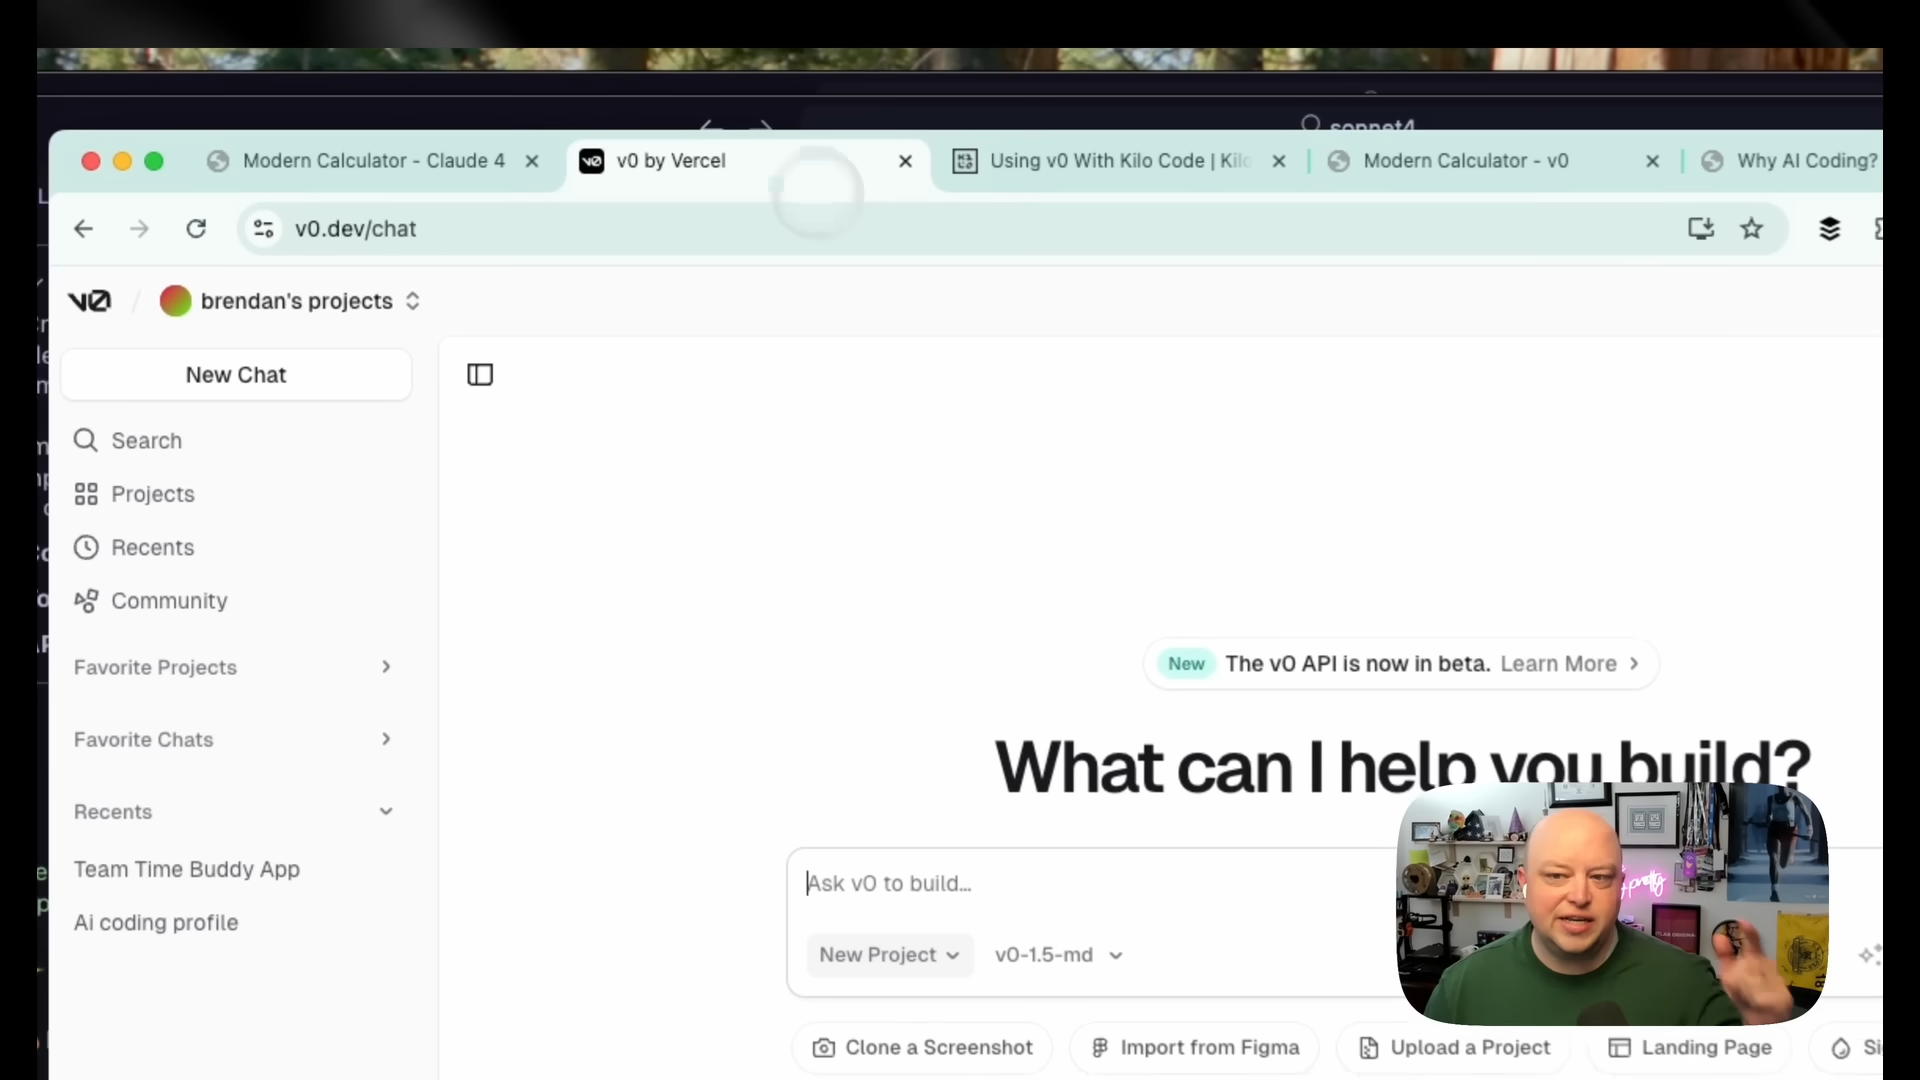 sonnet4
Modern Calculator - Claude 4
v0 by Vercel
Using v0 With Kilo Code | Kilo
Modern Calculator - v0
Why AI Coding?
v0.dev/chat
v0
brendan's projects
New Chat
Search
Projects
Recents
Community
Favorite Projects
Favorite Chats
Recents
Team Time Buddy App
Ai coding profile
New The v0 API is now in beta. Learn More
What can I help you build?
Ask v0 to build...
New Project
v0-1.5-md
Clone a Screenshot
Import from Figma
Upload a Project
Landing Page
pretty